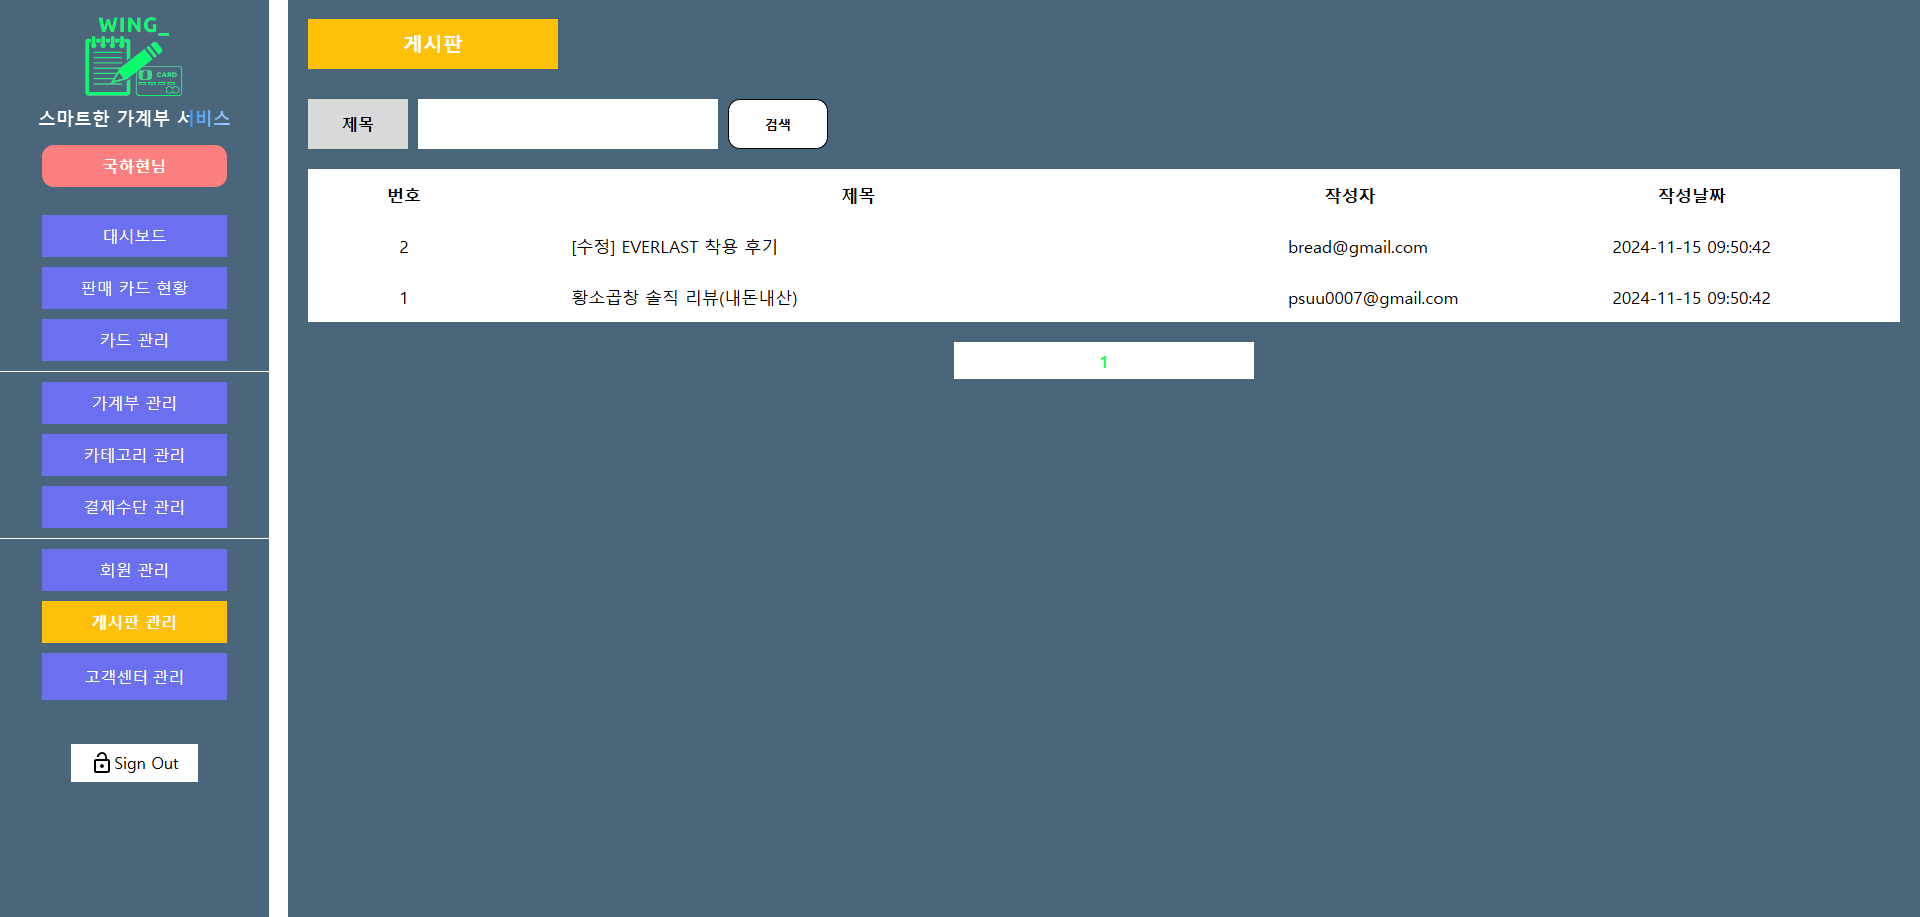 WING_
CARD
스마트한 가계부 서비스
국하현님
대시보드
판매 카드 현황
카드 관리
가계부 관리
카테고리 관리
결제수단 관리
회원 관리
게시판 관리
고객센터 관리
Sign Out
게시판
제목 검색
번호 제목 작성자 작성날짜
2 [수정] EVERLAST 착용 후기 bread@gmail.com 2024-11-15 09:50:42
1 황소곱창 솔직 리뷰(내돈내산) psuu0007@gmail.com 2024-11-15 09:50:42
1